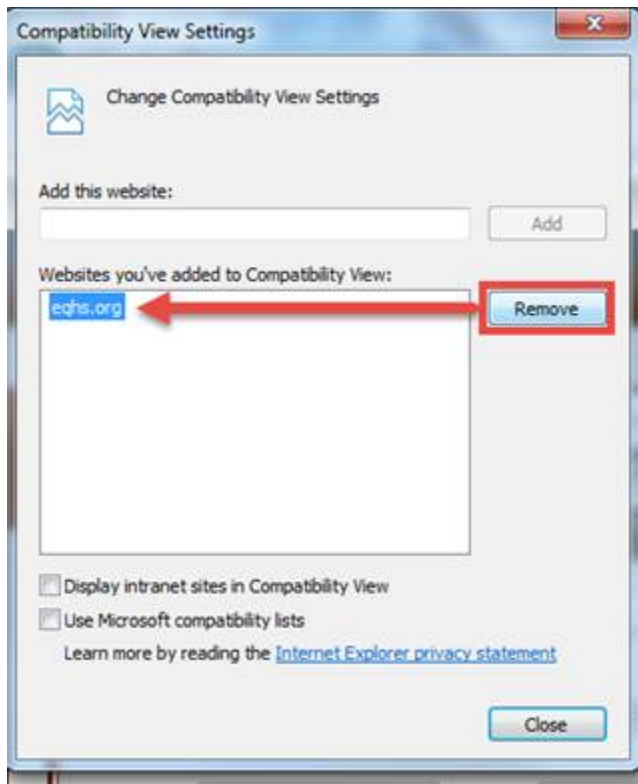 Compatibility View Settings
Change Compatibility View Settings
Add this website:
Add
Websites you've added to Compatibility View:
eqhs.org
Remove
Display intranet sites in Compatibility View
Use Microsoft compatibility lists
Learn more by reading the Internet Explorer privacy statement
Close